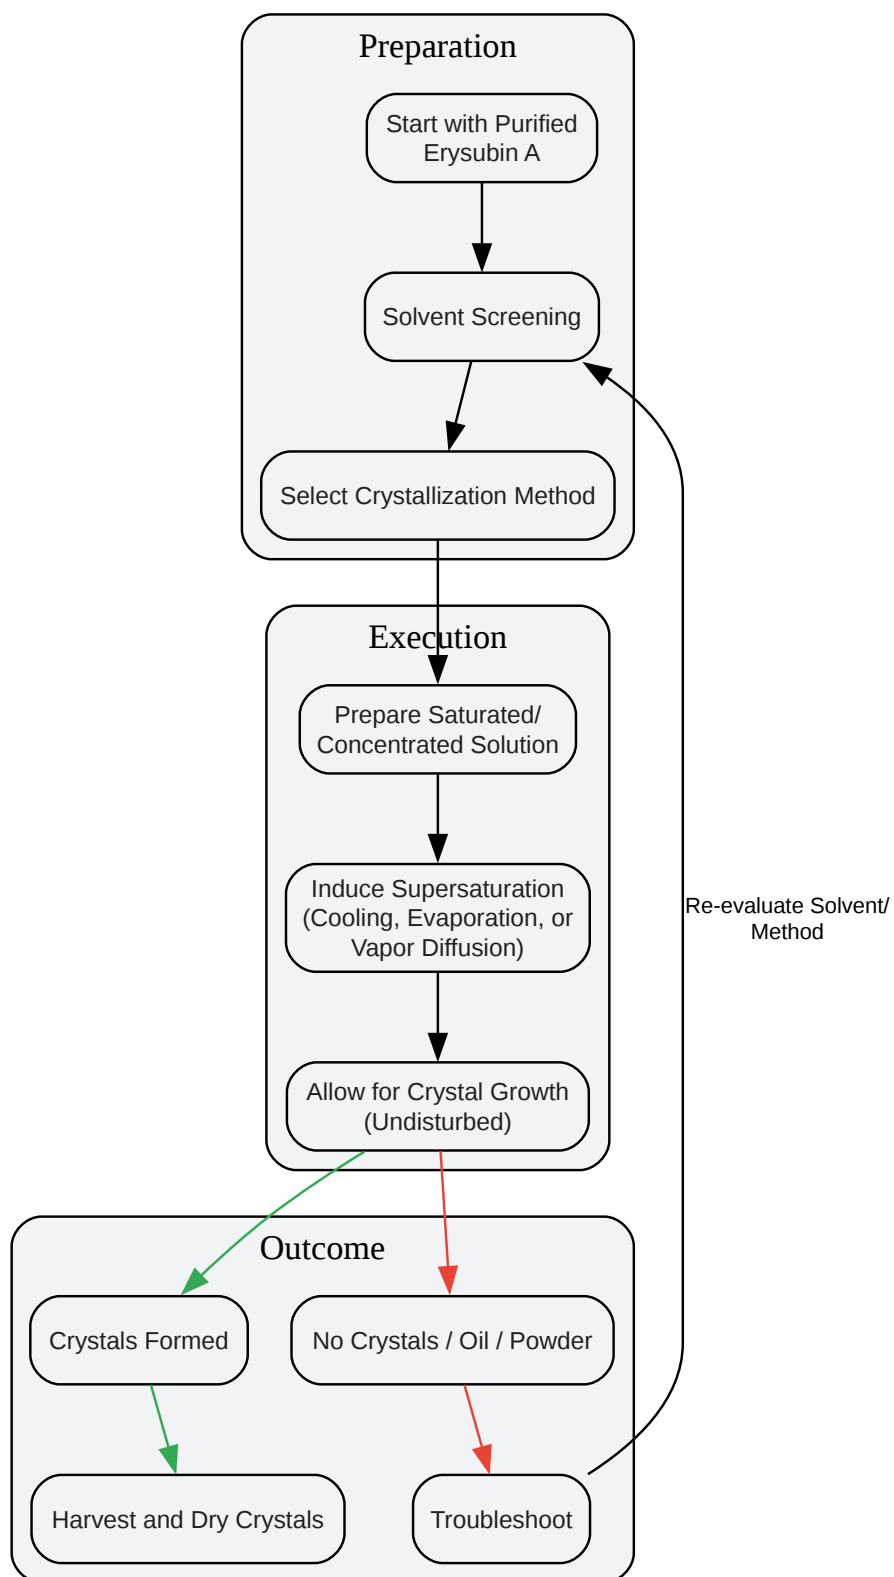 Preparation
Start with Purified
Erysubin A
Solvent Screening
Select Crystallization Method
Execution
Prepare Saturated/
Concentrated Solution
Induce Supersaturation
(Cooling, Evaporation, or
Vapor Diffusion)
Re-evaluate Solvent/
Method
Allow for Crystal Growth
(Undisturbed)
Outcome
Crystals Formed
No Crystals / Oil / Powder
Harvest and Dry Crystals
Troubleshoot